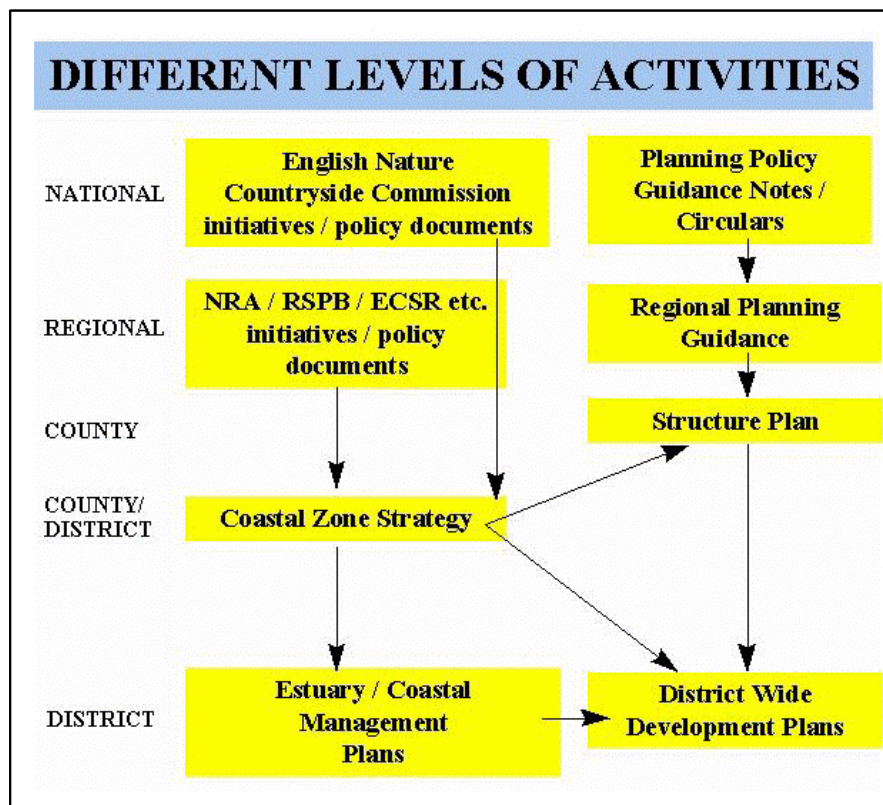 DIFFERENT LEVELS OF ACTIVITIES
NATIONAL
English Nature
Countryside Commission
initiatives / policy documents
Planning Policy
Guidance Notes /
Circulars
REGIONAL
NRA / RSPB / ECSR etc.
initiatives / policy
documents
Regional Planning
Guidance
COUNTY
Structure Plan
COUNTY/
DISTRICT
Coastal Zone Strategy
DISTRICT
Estuary / Coastal
Management
Plans
District Wide
Development Plans